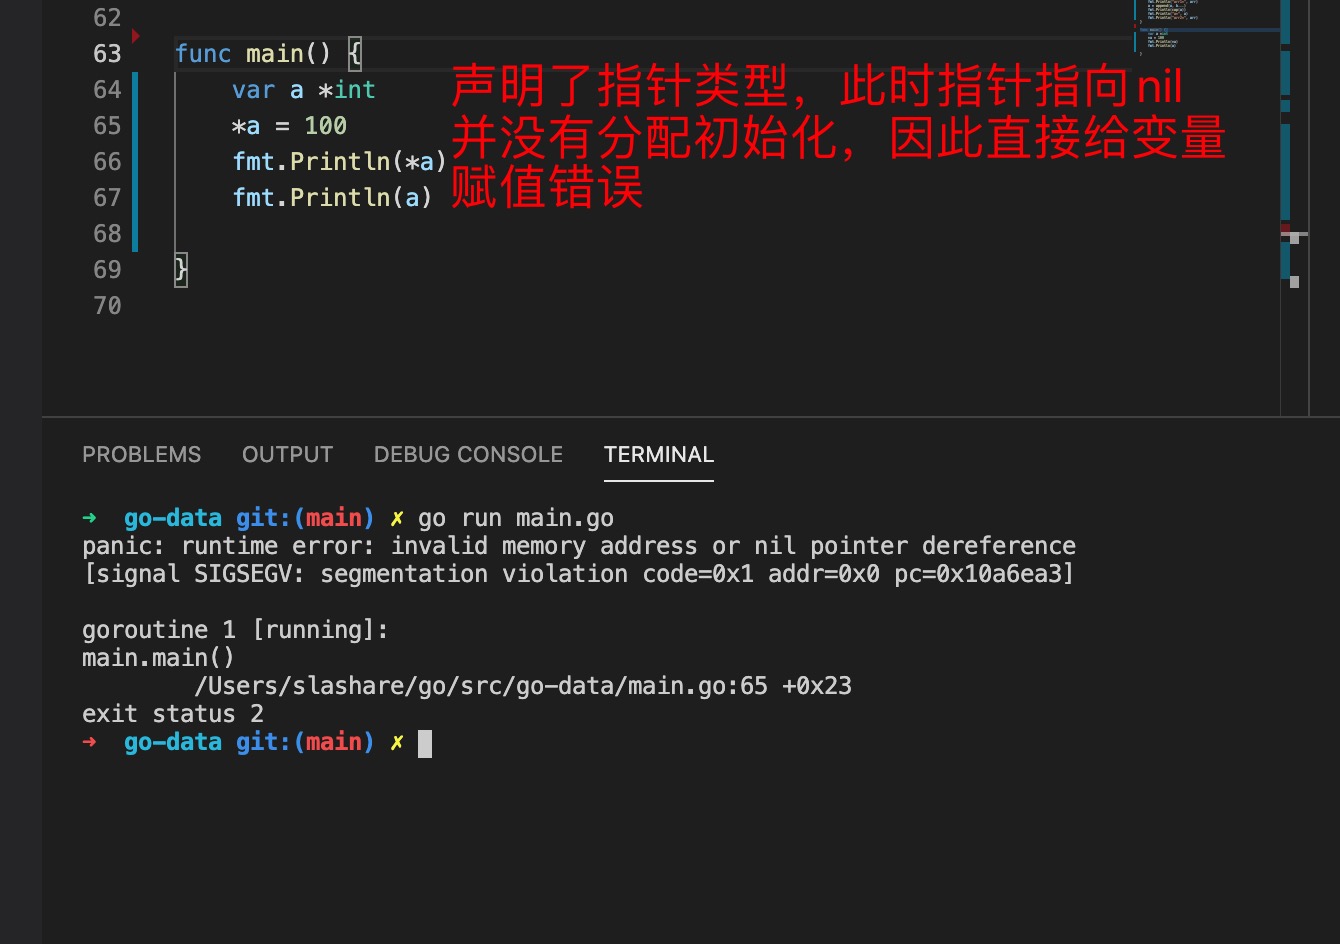 62
63 func main() {
64 var a *int
65 *a = 100
66 fmt.Println(*a)
67 fmt.Println(a)
68
69 }
70
声明了指针类型，此时指针指向nil
并没有分配初始化，因此直接给变量
赋值错误
PROBLEMS OUTPUT DEBUG CONSOLE TERMINAL
➜ go-data git:(main) ✗ go run main.go
panic: runtime error: invalid memory address or nil pointer dereference
[signal SIGSEGV: segmentation violation code=0x1 addr=0x0 pc=0x10a6ea3]
goroutine 1 [running]:
main.main()
/Users/slashare/go/src/go-data/main.go:65 +0x23
exit status 2
➜ go-data git:(main) ✗